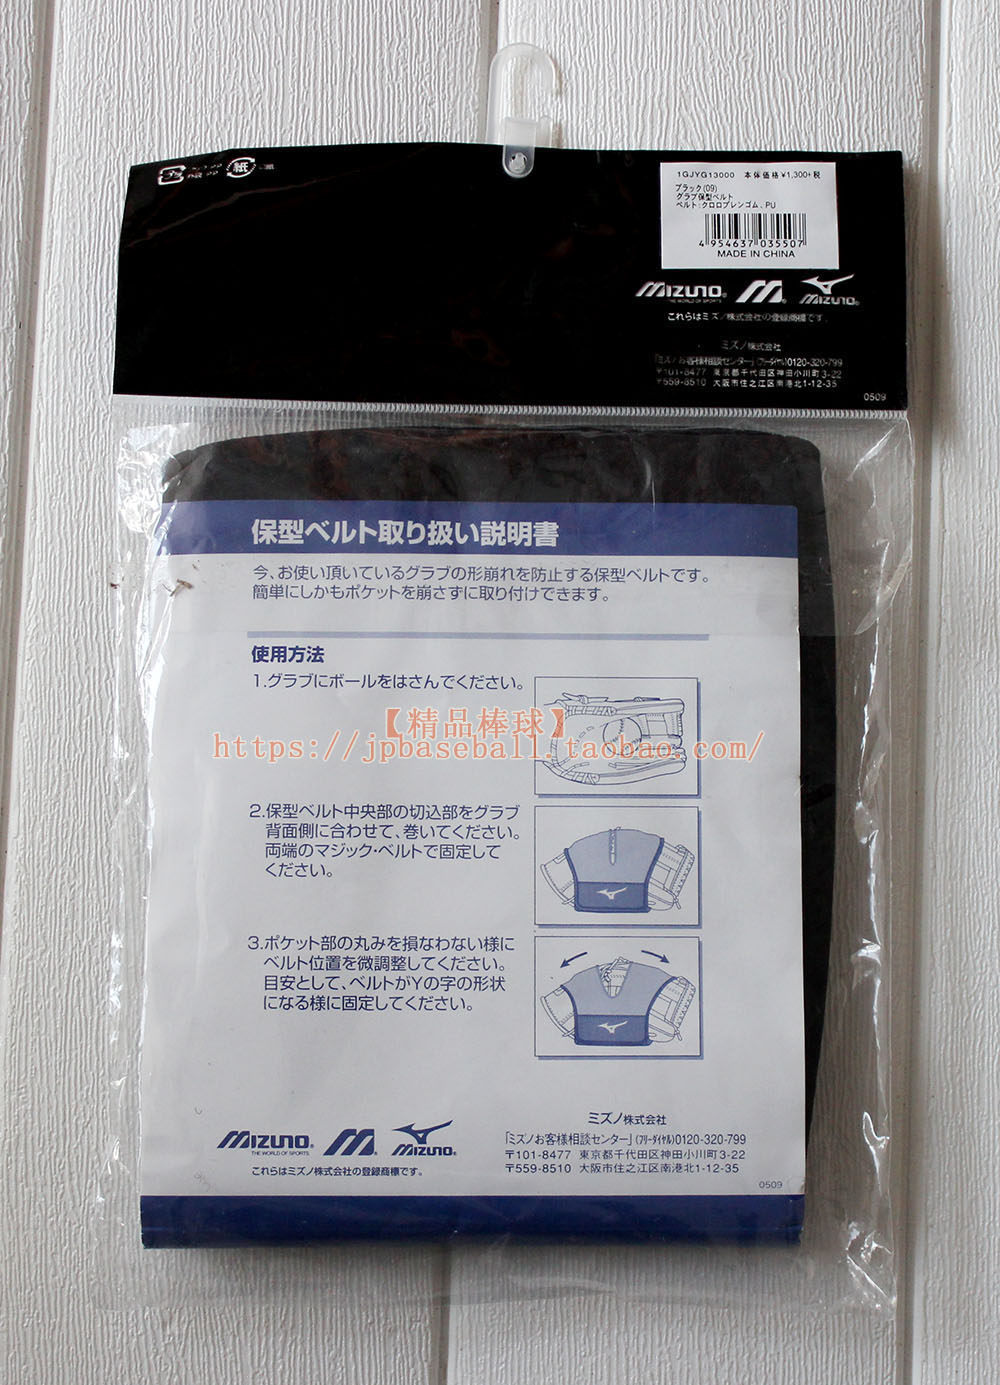 紙
1GJYG13000 本体価格¥1,300+税
ブラック(09)
グラブ保型ベルト
ベルト:クロロプレンゴム、PU
4 954637 035507
MADE IN CHINA
MIZUNO THE WORLD OF SPORTS M MIZUNO
これらはミズノ株式会社の登録商標です。
ミズノ株式会社
「ミズノお客様相談センター」(フリーダイヤル)0120-320-799
〒101-8477 東京都千代田区神田小川町3-22
〒559-8510 大阪市住之江区南港北1-12-35
0509
保型ベルト取り扱い説明書
今、お使い頂いているグラブの形崩れを防止する保型ベルトです。
簡単にしかもポケットを崩さずに取り付けできます。
使用方法
1.グラブにボールをはさんでください。
【精品棒球】
https://jpbaseball.taobao.com/
2.保型ベルト中央部の切込部をグラブ
背面側に合わせて、巻いてください。
両端のマジック・ベルトで固定して
ください。
3.ポケット部の丸みを損なわない様に
ベルト位置を微調整してください。
目安として、ベルトがYの字の形状
になる様に固定してください。
MIZUNO THE WORLD OF SPORTS M MIZUNO
これらはミズノ株式会社の登録商標です。
ミズノ株式会社
「ミズノお客様相談センター」(フリーダイヤル)0120-320-799
〒101-8477 東京都千代田区神田小川町3-22
〒559-8510 大阪市住之江区南港北1-12-35
0509